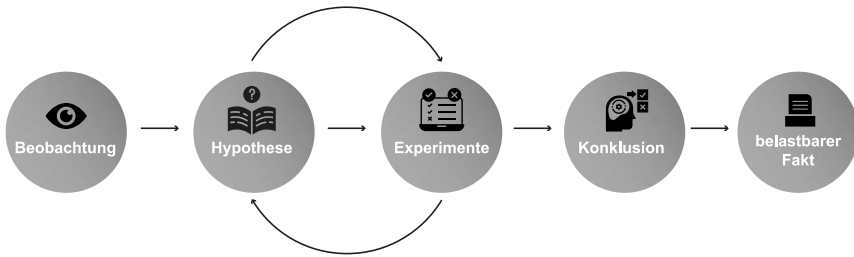 Beobachtung
?
Hypothese
Experimente
Konklusion
belastbarer
Fakt